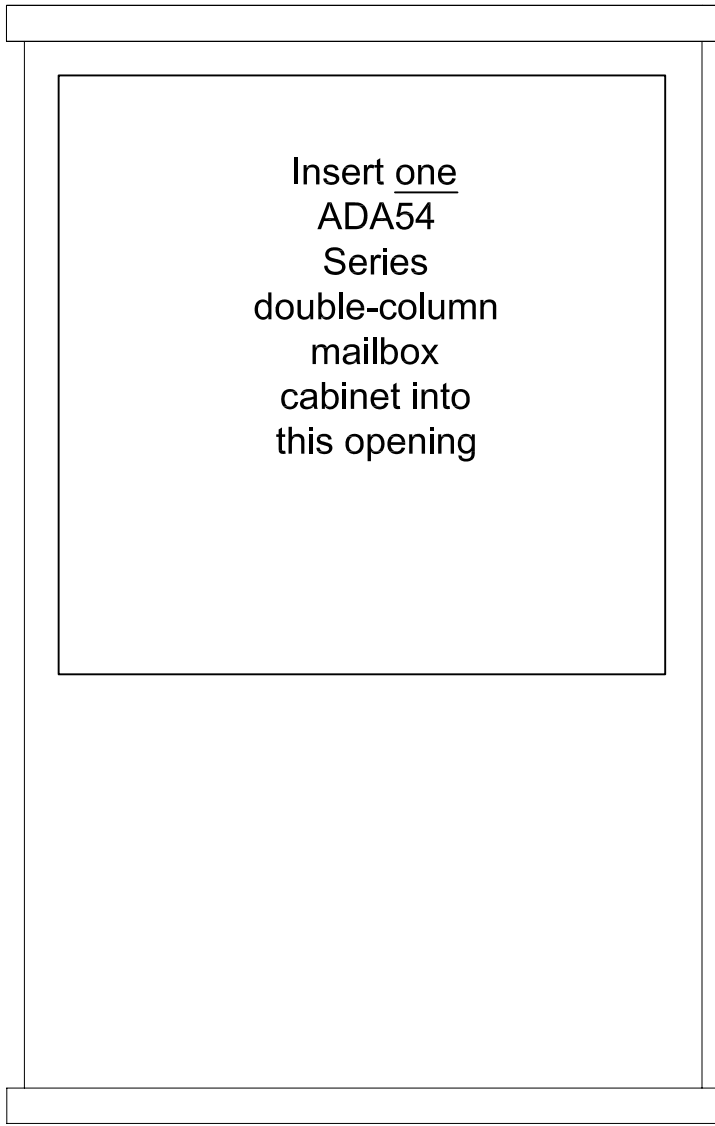 Insert one
ADA54
Series
double-column
mailbox
cabinet into
this opening